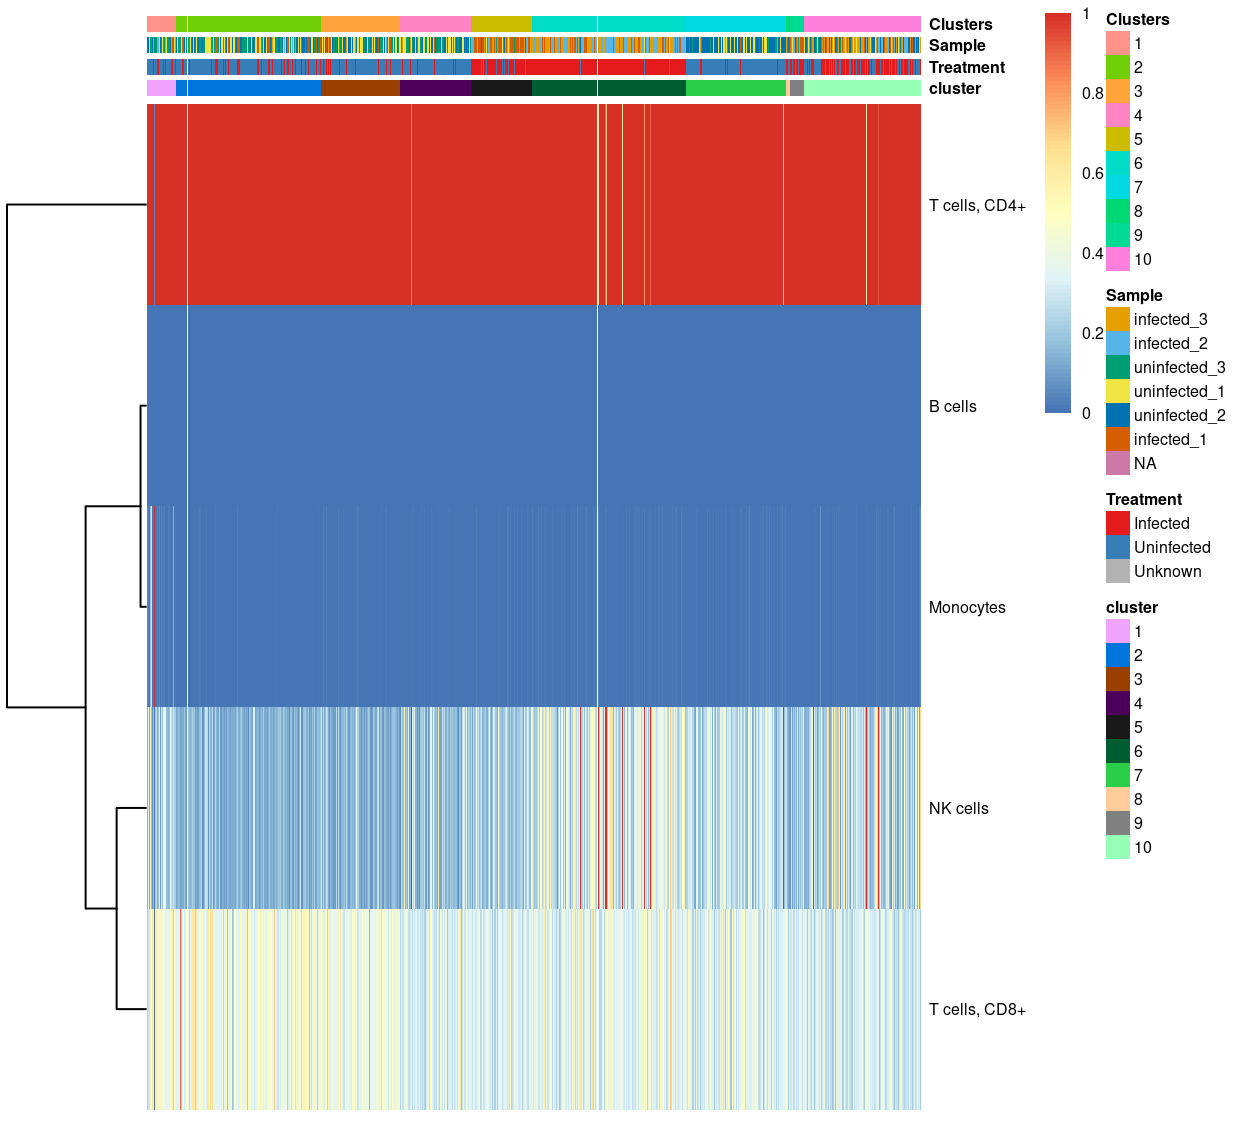 Clusters
Sample
Treatment
cluster
T cells, CD4+
B cells
Monocytes
NK cells
T cells, CD8+
1
0.8
0.6
0.4
0.2
0
Clusters
1
2
3
4
5
6
7
8
9
10
Sample
infected_3
infected_2
uninfected_3
uninfected_1
uninfected_2
infected_1
NA
Treatment
Infected
Uninfected
Unknown
cluster
1
2
3
4
5
6
7
8
9
10